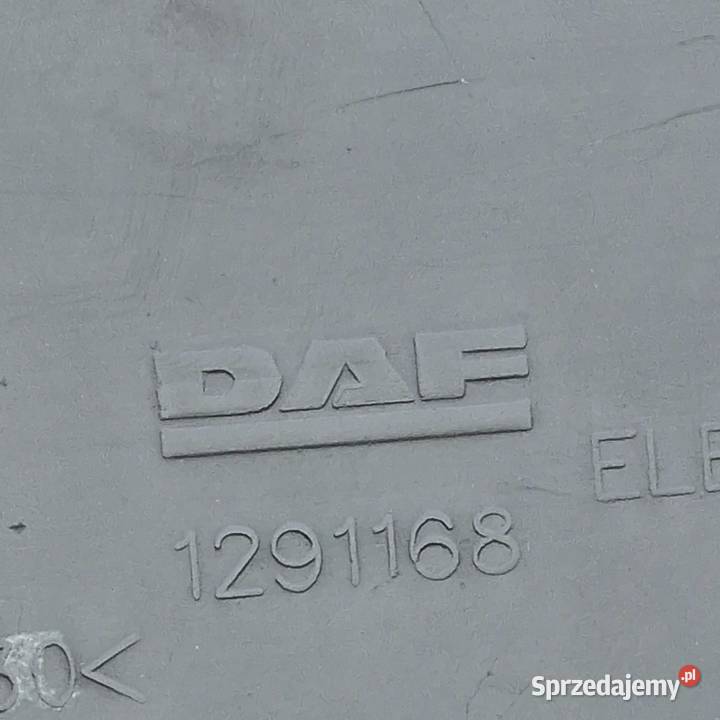 DAF
ELE
1291168
30<
Sprzedajemy.pl